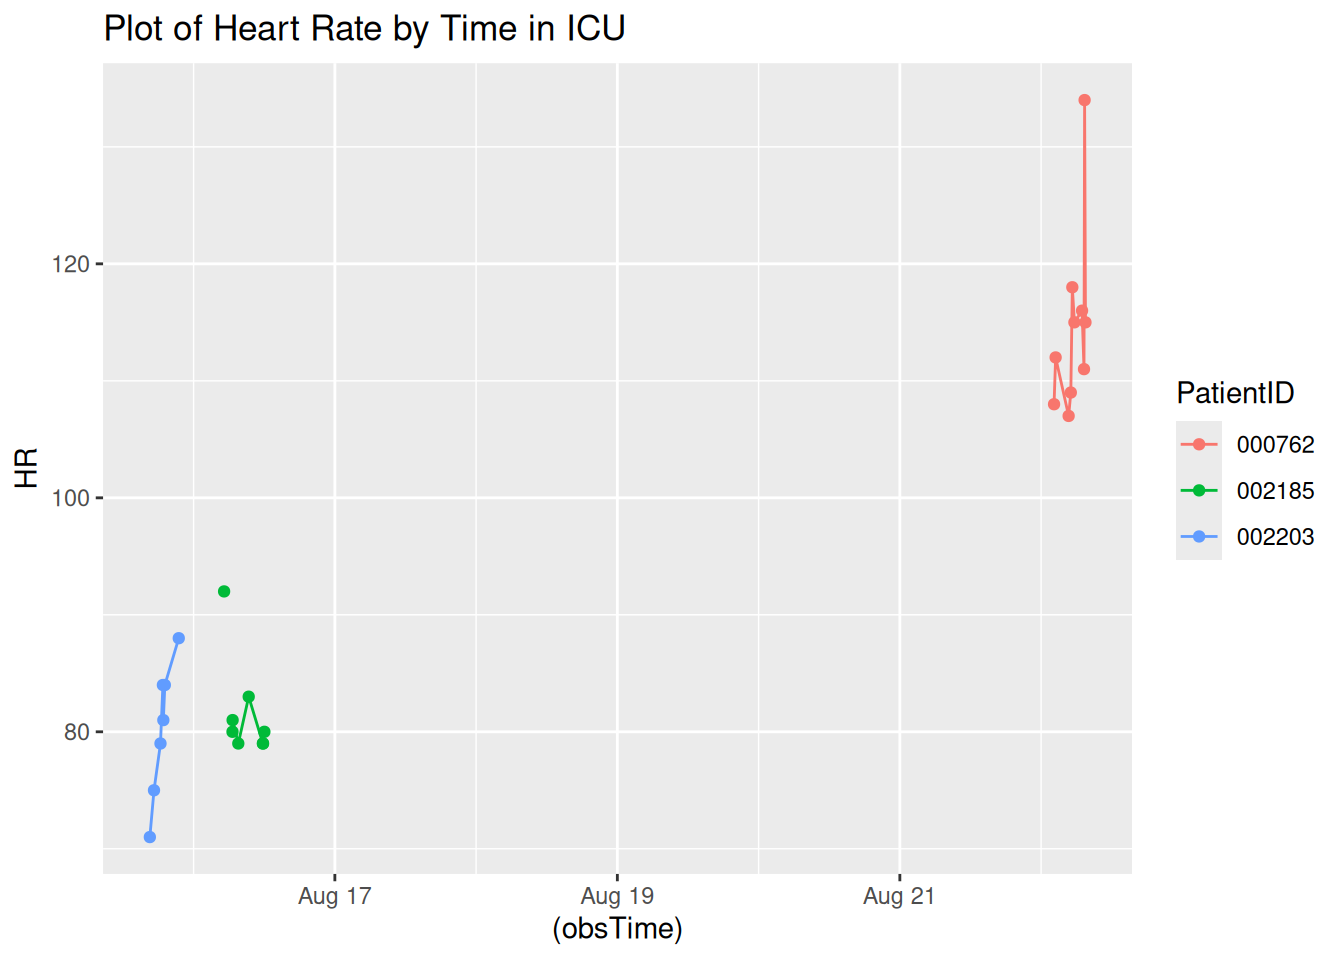 Plot of Heart Rate by Time in ICU
120
100
80
HR
Aug 17
Aug 19
Aug 21
(obsTime)
PatientID
000762
002185
002203